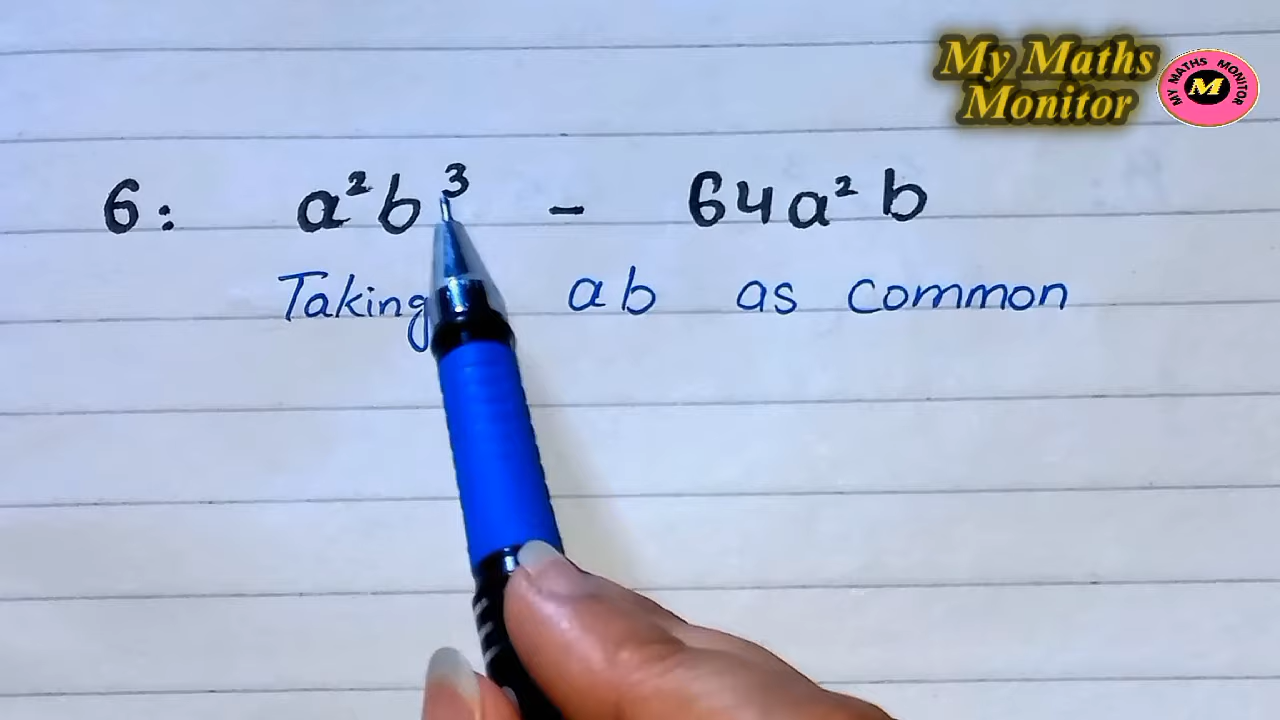 My Maths
Monitor
MY MATHS MONITOR
M
6: a²b³ - 64a²b
Taking ab as common